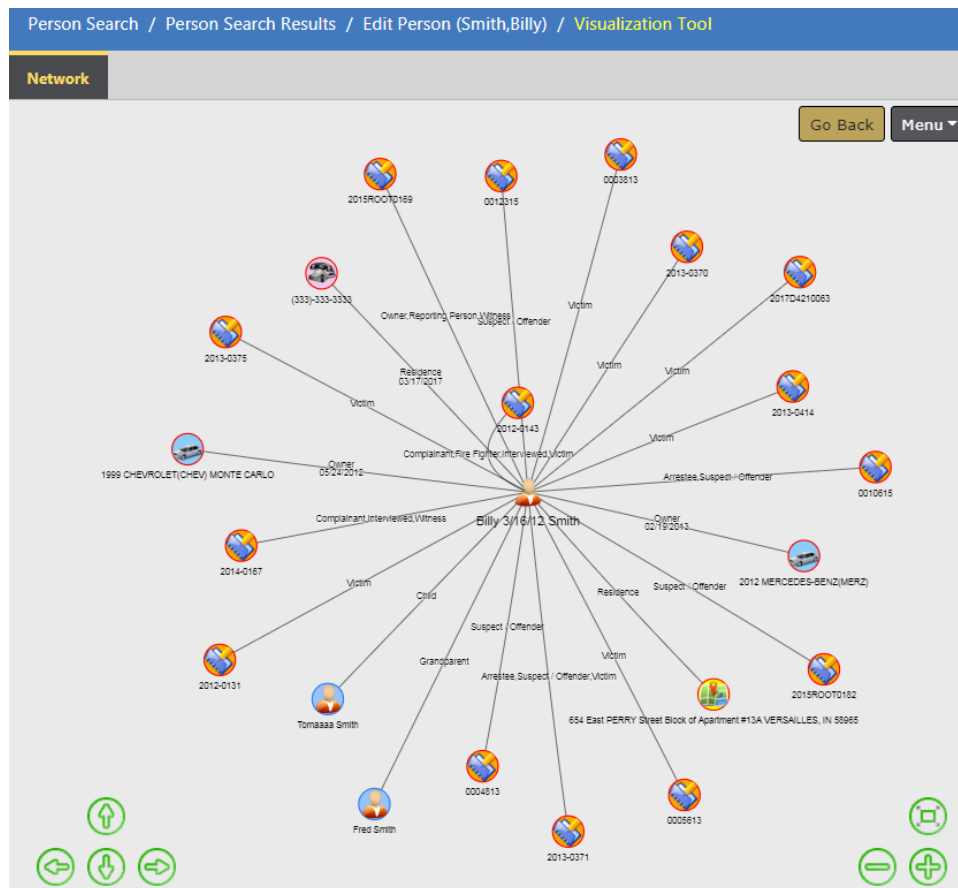 Person Search / Person Search Results / Edit Person (Smith,Billy) / Visualization Tool
Network
Go Back
Menu
2015ROOT0169
0012315
0003813
2013-0370
2017D4210063
(333)-333-3333
Owner,Reporting Person,Witness
Suspect / Offender
Victim
2013-0375
Residence
03/17/2017
Victim
Victim
2013-0414
Victim
2012-0143
Victim
Complainant,Fire Fighter,Interviewed,Victim
1999 CHEVROLET(CHEV) MONTE CARLO
Owner
05/24/2012
Arrestee,Suspect / Offender
0010615
Complainant,Interviewed,Witness
Billy 3/16/12 Smith
Owner
02/19/2013
2014-0167
2012 MERCEDES-BENZ(MERZ)
Victim
Child
Residence
Suspect / Offender
Suspect / Offender
2012-0131
Grandparent
Victim
Arrestee,Suspect / Offender,Victim
2015ROOT0182
Tomaaaa Smith
654 East PERRY Street Block of Apartment #13A VERSAILLES, IN 58965
0004813
Fred Smith
0005613
2013-0371